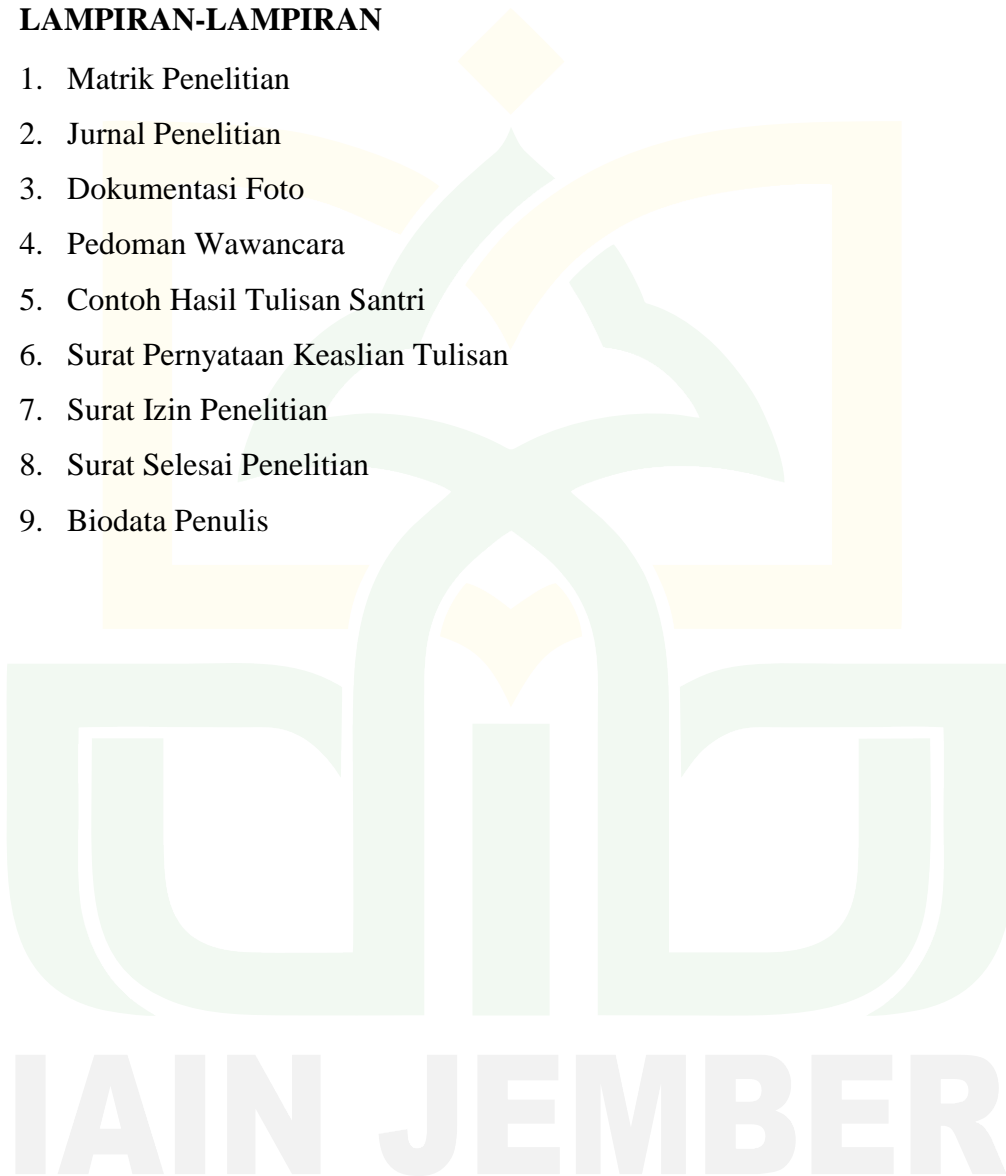 LAMPIRAN-LAMPIRAN
1. Matrik Penelitian
2. Jurnal Penelitian
3. Dokumentasi Foto
4. Pedoman Wawancara
5. Contoh Hasil Tulisan Santri
6. Surat Pernyataan Keaslian Tulisan
7. Surat Izin Penelitian
8. Surat Selesai Penelitian
9. Biodata Penulis
IAIN JEMBER